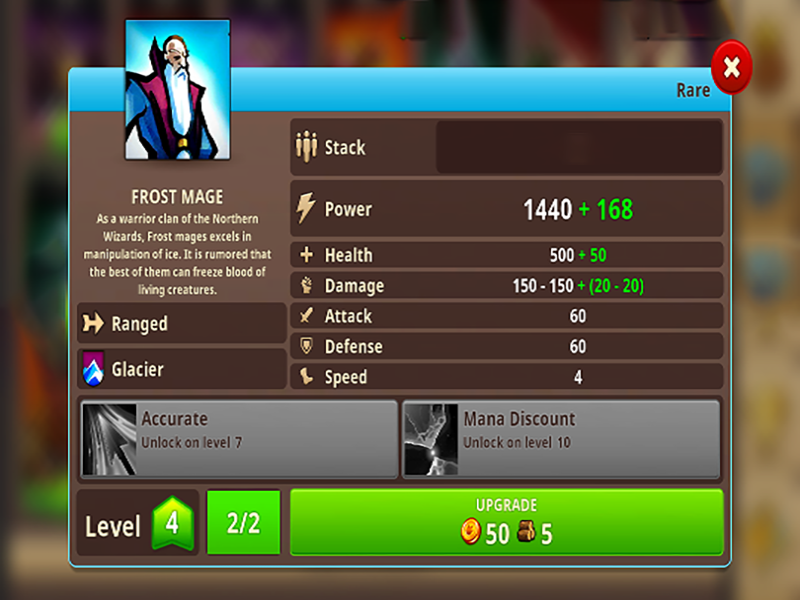 Rare
FROST MAGE
As a warrior clan of the Northern
Wizards, Frost mages excels in
manipulation of ice. It is rumored that
the best of them can freeze blood of
living creatures.
Ranged
Glacier
Stack
Power 1440 + 168
Health 500 + 50
Damage 150 - 150 + (20 - 20)
Attack 60
Defense 60
Speed 4
Accurate
Unlock on level 7
Mana Discount
Unlock on level 10
Level 4
2/2
UPGRADE
50 5